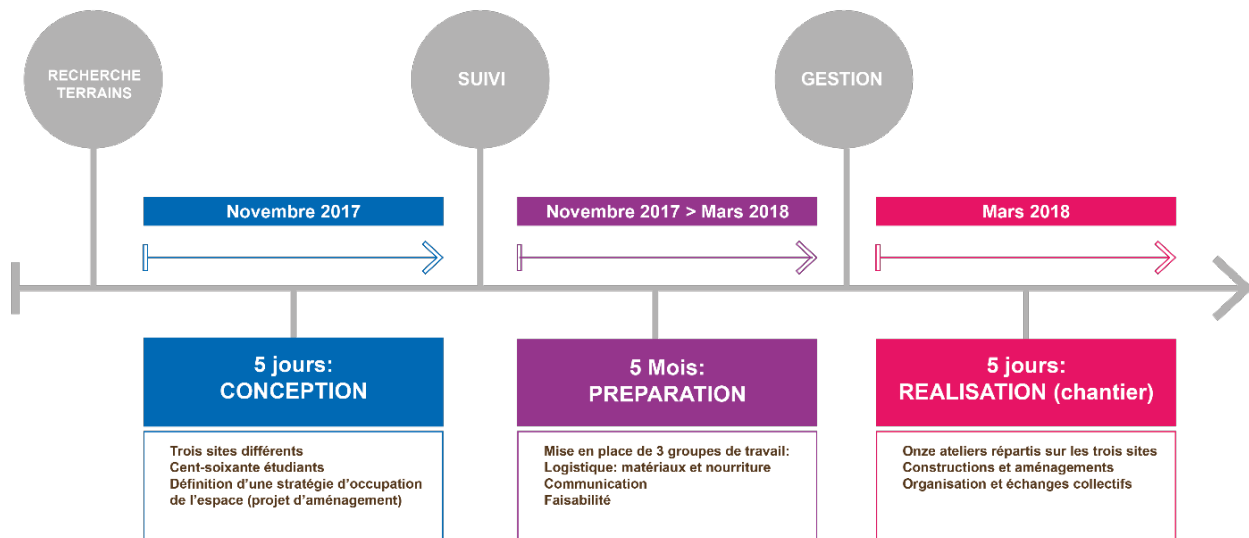 RECHERCHE
TERRAINS
SUIVI
GESTION
Novembre 2017
Novembre 2017 > Mars 2018
Mars 2018
5 jours:
CONCEPTION
Trois sites différents
Cent-soixante étudiants
Définition d'une stratégie d'occupation
de l'espace (projet d'aménagement)
5 Mois:
PREPARATION
Mise en place de 3 groupes de travail:
Logistique: matériaux et nourriture
Communication
Faisabilité
5 jours:
REALISATION (chantier)
Onze ateliers répartis sur les trois sites
Constructions et aménagements
Organisation et échanges collectifs